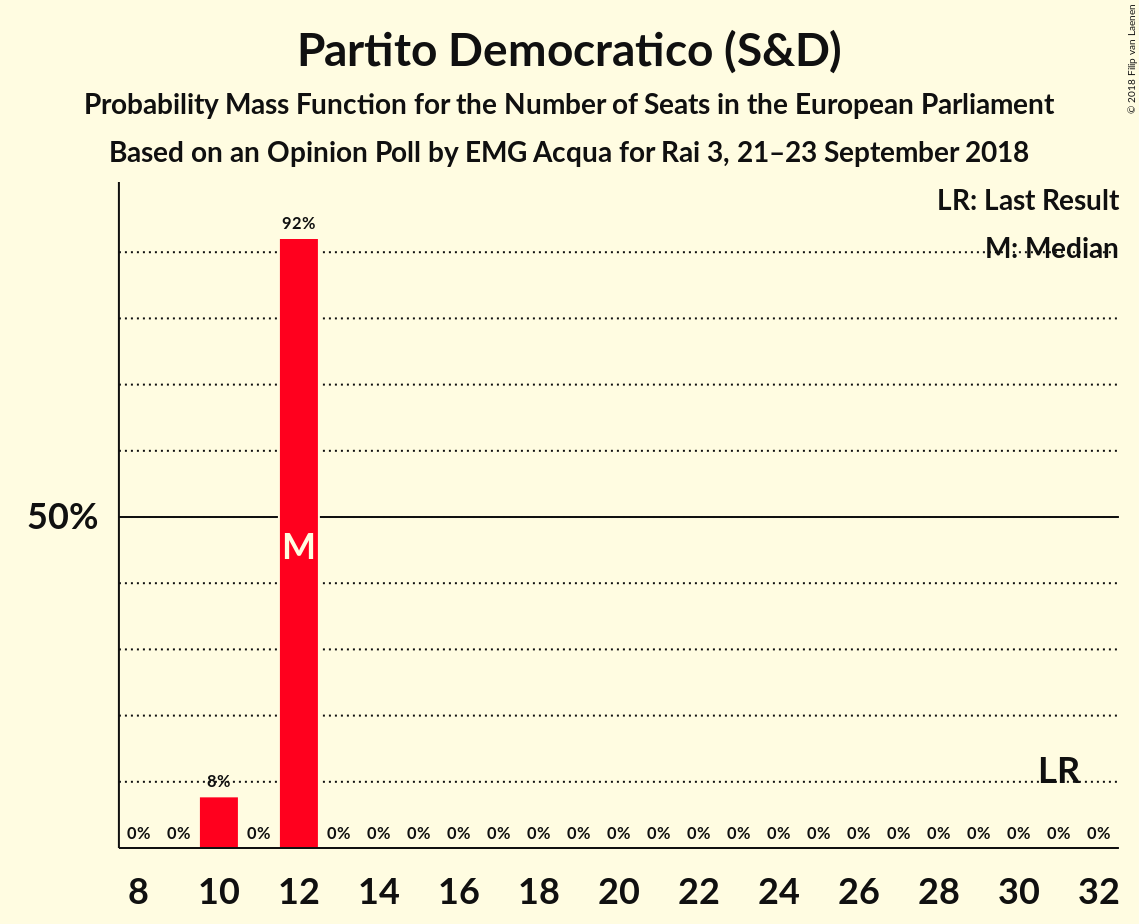 Partito Democratico (S&D)
Probability Mass Function for the Number of Seats in the European Parliament
Based on an Opinion Poll by EMG Acqua for Rai 3, 21–23 September 2018
© 2018 Filip van Laenen
LR: Last Result
M: Median
92%
50%
M
LR
8%
0% 0% 0% 0% 0% 0% 0% 0% 0% 0% 0% 0% 0% 0% 0% 0% 0% 0% 0% 0% 0% 0% 0%
8 10 12 14 16 18 20 22 24 26 28 30 32